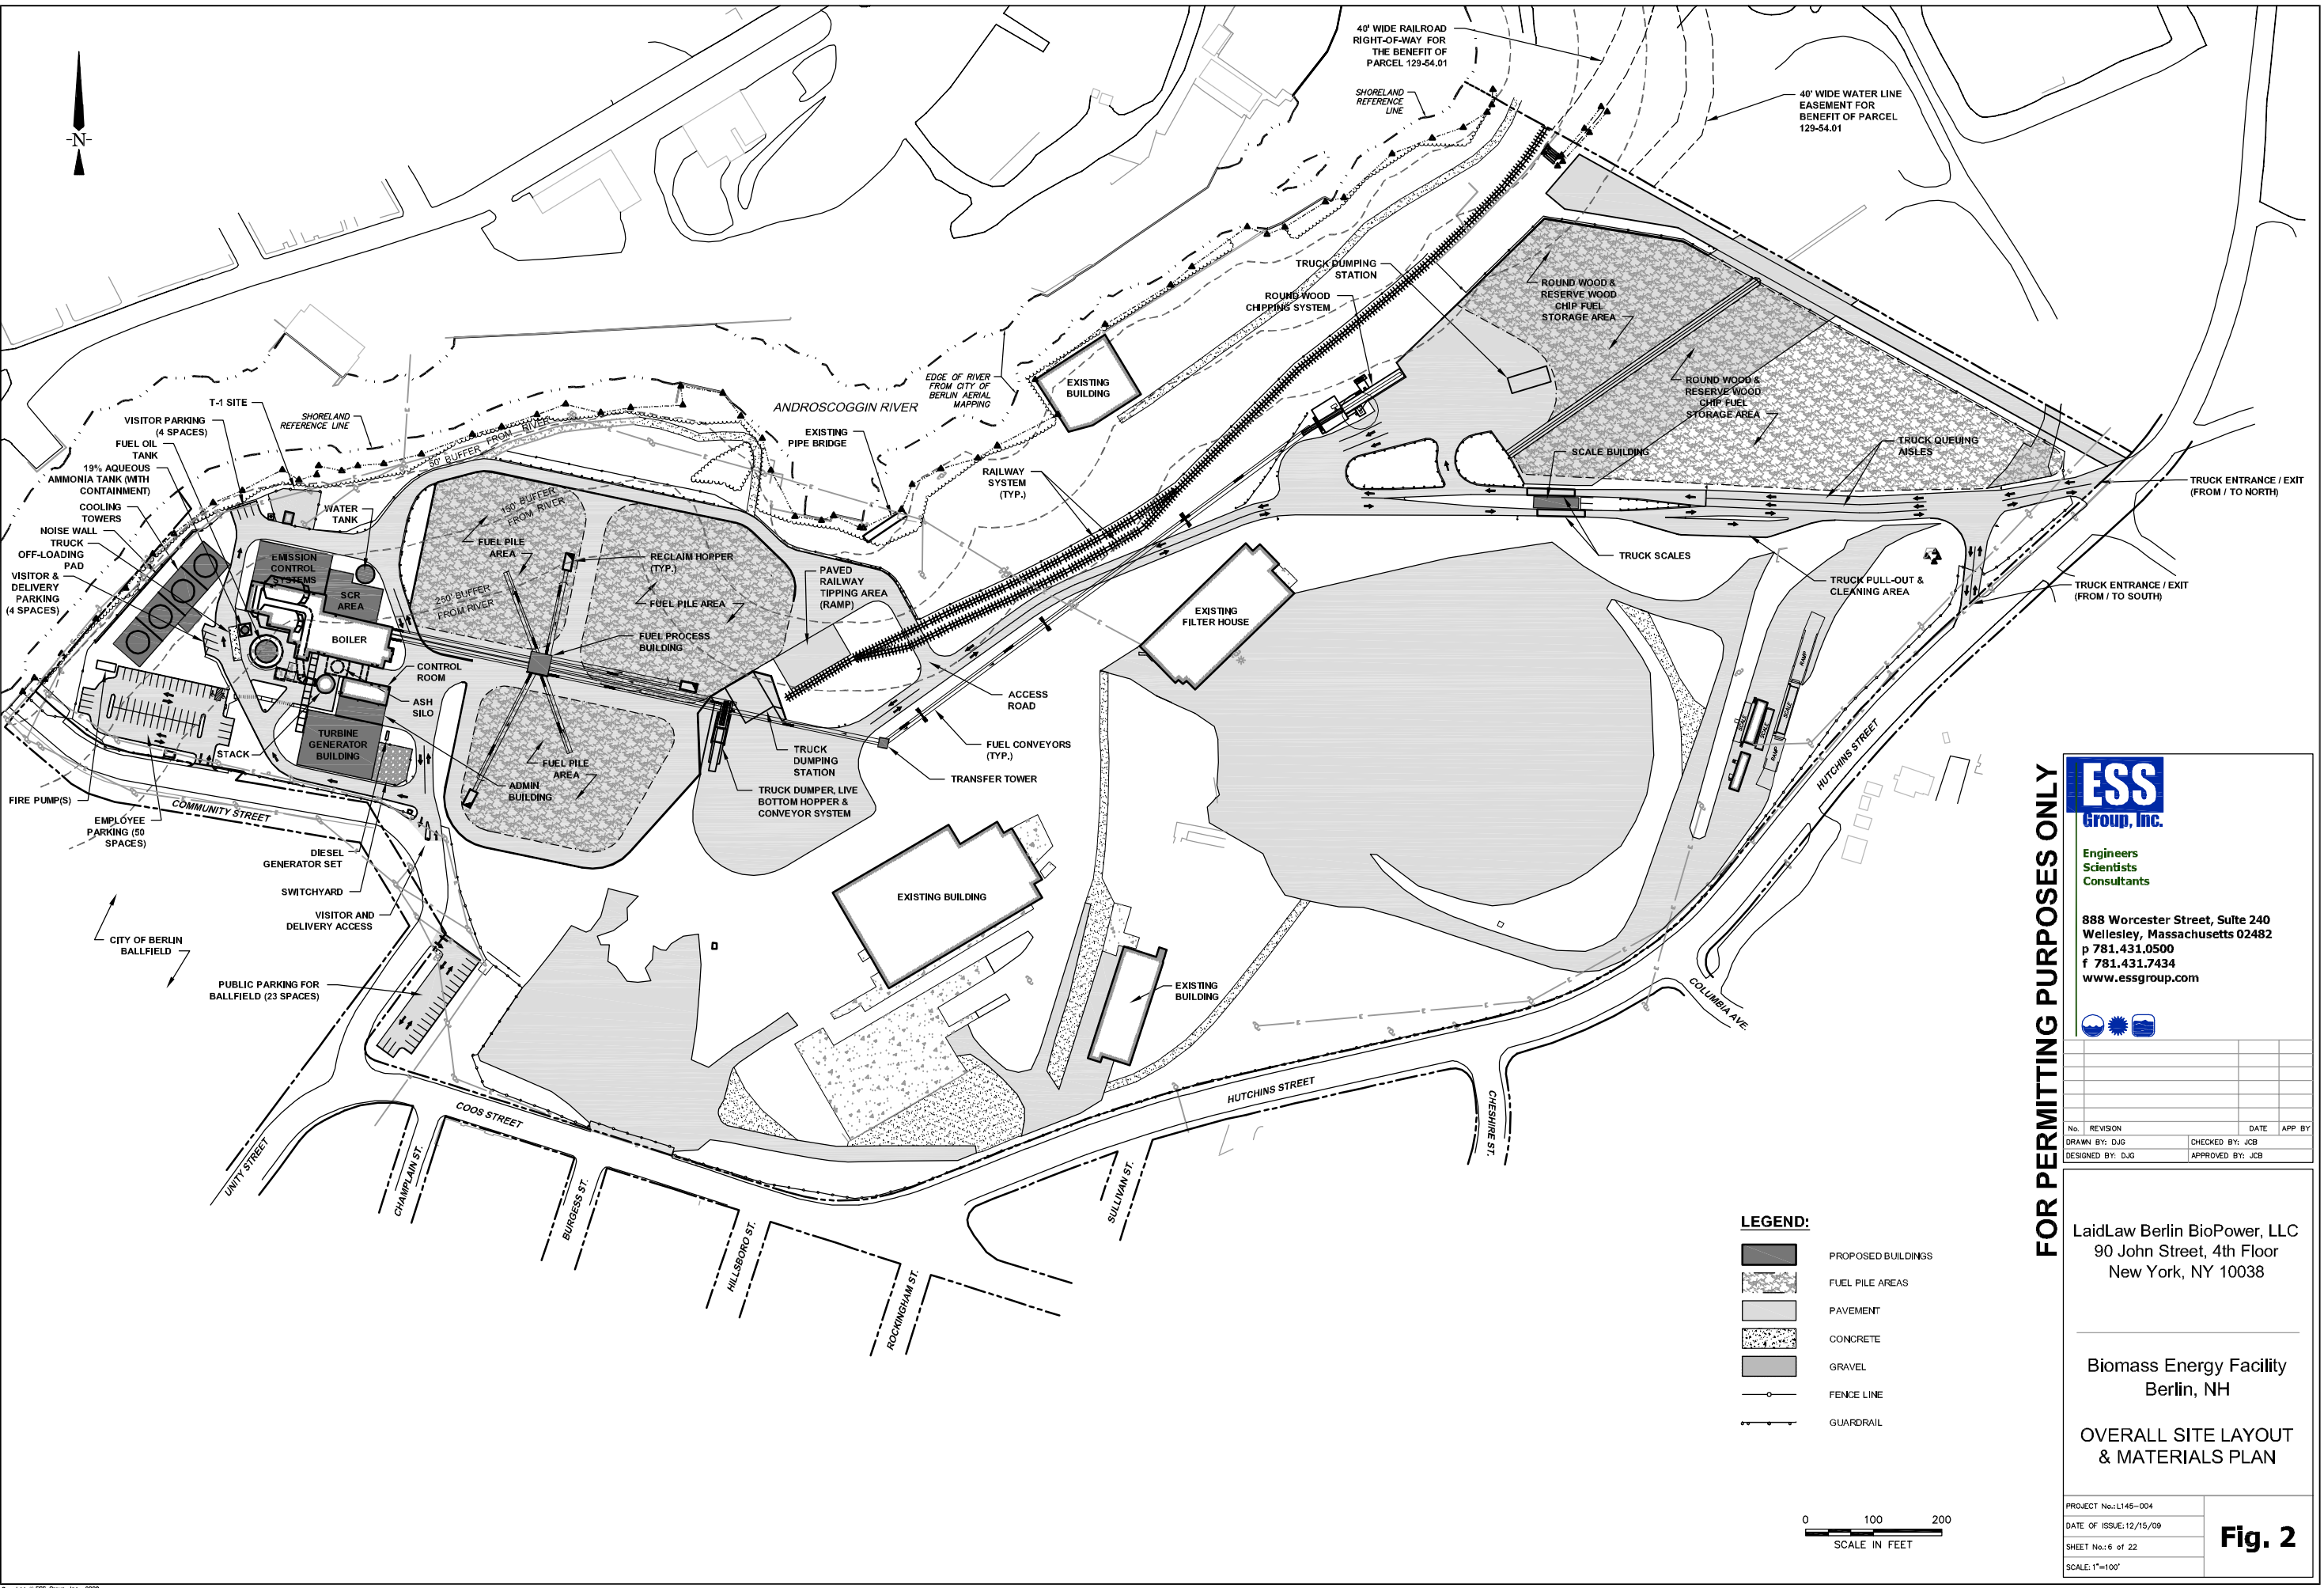 40' WIDE RAILROAD
RIGHT-OF-WAY FOR
THE BENEFIT OF
PARCEL 129-54.01
SHORELAND
REFERENCE
LINE
40' WIDE WATER LINE
EASEMENT FOR
BENEFIT OF PARCEL
129-54.01
-N-
TRUCK DUMPING
STATION
ROUND WOOD
CHIPPING SYSTEM
ROUND WOOD &
RESERVE WOOD
CHIP FUEL
STORAGE AREA
ROUND WOOD &
RESERVE WOOD
CHIP FUEL
STORAGE AREA
EDGE OF RIVER
FROM CITY OF
BERLIN AERIAL
MAPPING
EXISTING
BUILDING
ANDROSCOGGIN RIVER
T-1 SITE
SHORELAND
REFERENCE LINE
VISITOR PARKING
(4 SPACES)
FUEL OIL
TANK
19% AQUEOUS
AMMONIA TANK (WITH
CONTAINMENT)
COOLING
TOWERS
NOISE WALL
TRUCK
OFF-LOADING
PAD
VISITOR &
DELIVERY
PARKING
(4 SPACES)
50' BUFFER FROM RIVER
EXISTING
PIPE BRIDGE
RAILWAY
SYSTEM
(TYP.)
SCALE BUILDING
TRUCK QUEUING
AISLES
TRUCK ENTRANCE / EXIT
(FROM / TO NORTH)
WATER
TANK
150' BUFFER
FROM RIVER
FUEL PILE
AREA
EMISSION
CONTROL
SYSTEMS
SCR
AREA
BOILER
250' BUFFER
FROM RIVER
RECLAIM HOPPER
(TYP.)
FUEL PILE AREA
PAVED
RAILWAY
TIPPING AREA
(RAMP)
FUEL PROCESS
BUILDING
TRUCK SCALES
TRUCK PULL-OUT &
CLEANING AREA
TRUCK ENTRANCE / EXIT
(FROM / TO SOUTH)
EXISTING
FILTER HOUSE
CONTROL
ROOM
ASH
SILO
ACCESS
ROAD
RAMP
SCALE
SCALE
SCALE
RAMP
STACK
TURBINE
GENERATOR
BUILDING
FUEL PILE
AREA
ADMIN
BUILDING
TRUCK
DUMPING
STATION
FUEL CONVEYORS
(TYP.)
TRANSFER TOWER
TRUCK DUMPER, LIVE
BOTTOM HOPPER &
CONVEYOR SYSTEM
HUTCHINS STREET
FIRE PUMP(S)
COMMUNITY STREET
EMPLOYEE
PARKING (50
SPACES)
DIESEL
GENERATOR SET
SWITCHYARD
VISITOR AND
DELIVERY ACCESS
EXISTING BUILDING
CITY OF BERLIN
BALLFIELD
PUBLIC PARKING FOR
BALLFIELD (23 SPACES)
EXISTING
BUILDING
COLUMBIA AVE.
COOS STREET
HUTCHINS STREET
CHESHIRE ST.
UNITY STREET
CHAMPLAIN ST.
BURGESS ST.
HILLSBORO ST.
ROCKINGHAM ST.
SULLIVAN ST.
LEGEND:
PROPOSED BUILDINGS
FUEL PILE AREAS
PAVEMENT
CONCRETE
GRAVEL
FENCE LINE
GUARDRAIL
0 100 200
SCALE IN FEET
FOR PERMITTING PURPOSES ONLY
ESS
Group, Inc.
Engineers
Scientists
Consultants
888 Worcester Street, Suite 240
Wellesley, Massachusetts 02482
p 781.431.0500
f 781.431.7434
www.essgroup.com
No. REVISION DATE APP BY
DRAWN BY: DJG CHECKED BY: JCB
DESIGNED BY: DJG APPROVED BY: JCB
LaidLaw Berlin BioPower, LLC
90 John Street, 4th Floor
New York, NY 10038
Biomass Energy Facility
Berlin, NH
OVERALL SITE LAYOUT
& MATERIALS PLAN
PROJECT No.: L145-004
DATE OF ISSUE: 12/15/09
SHEET No.: 6 of 22
SCALE: 1"=100'
Fig. 2